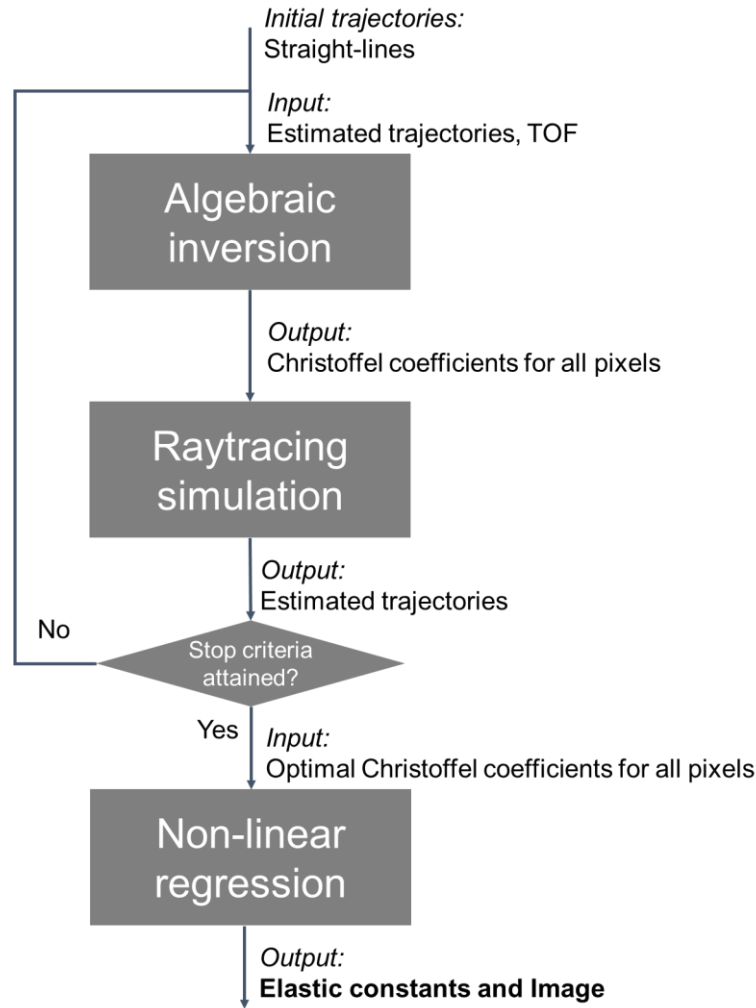 Initial trajectories:
Straight-lines
Input:
Estimated trajectories, TOF
Algebraic
inversion
Output:
Christoffel coefficients for all pixels
Raytracing
simulation
Output:
Estimated trajectories
No
Stop criteria
attained?
Yes
Input:
Optimal Christoffel coefficients for all pixels
Non-linear
regression
Output:
Elastic constants and Image